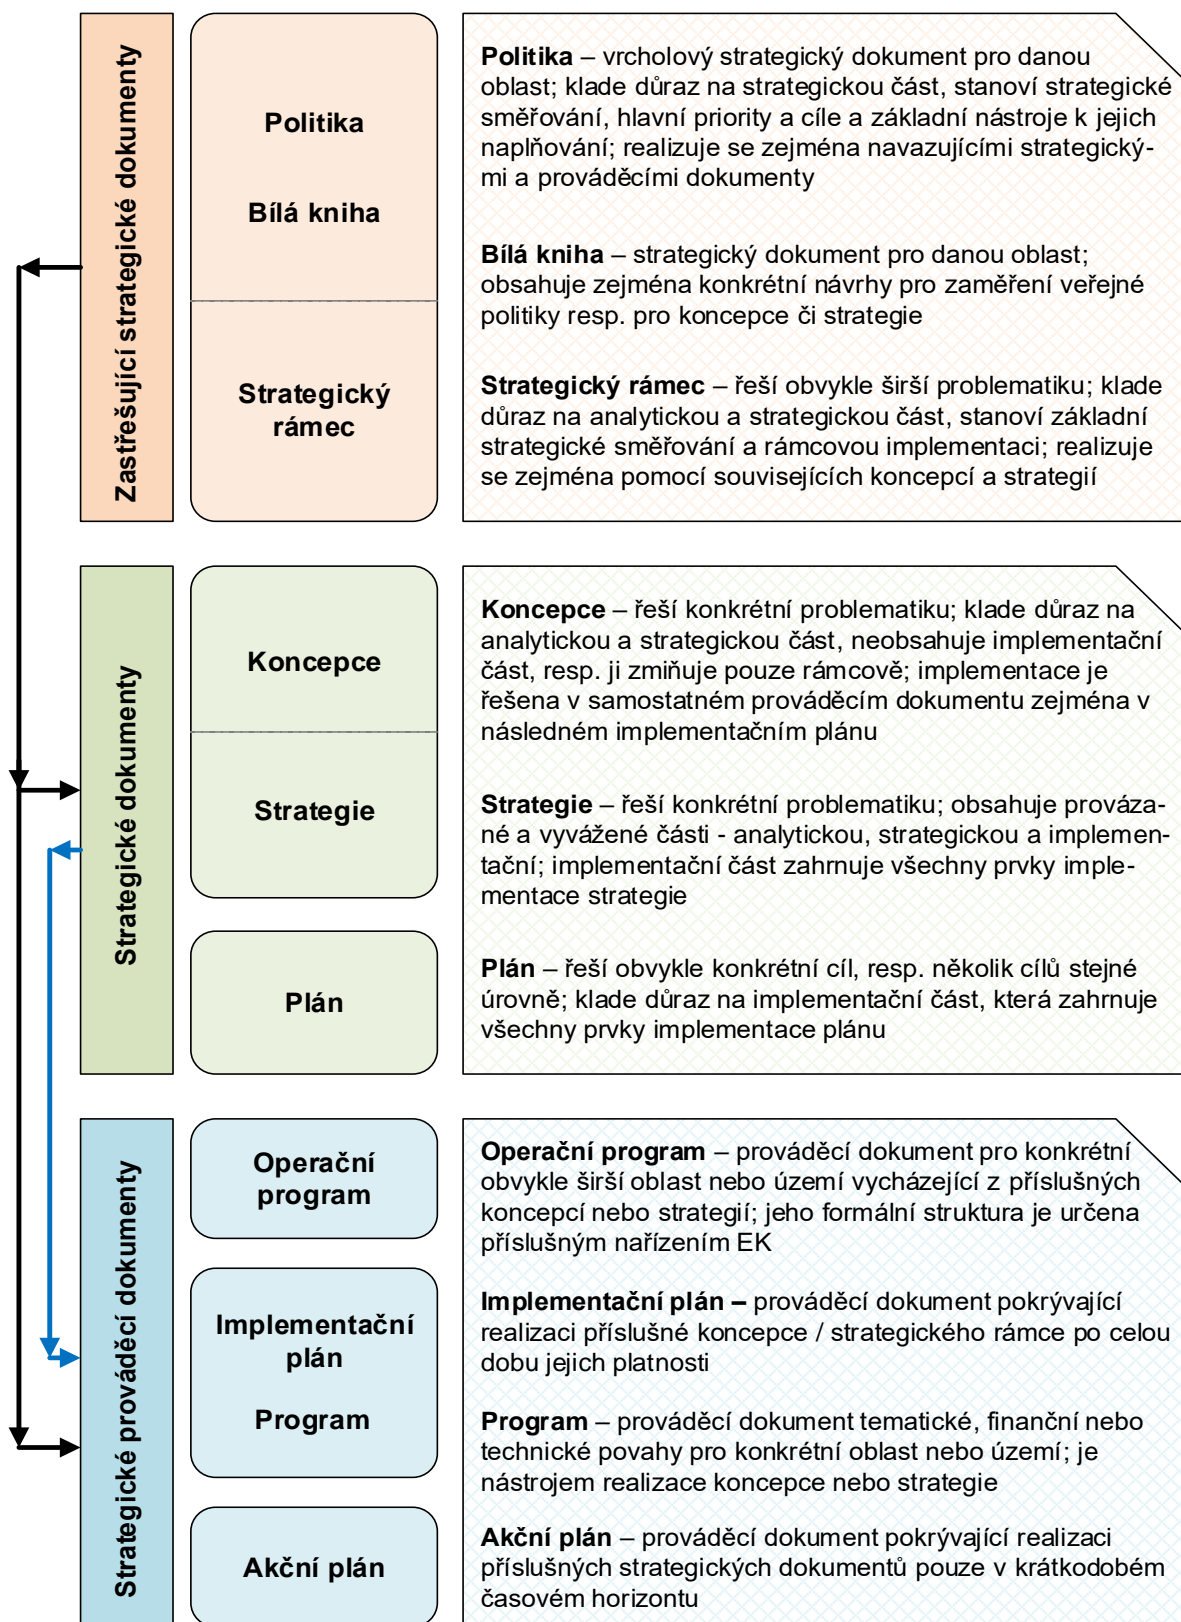 Zastřešující strategické dokumenty
Politika
Bílá kniha
Strategický
rámec
Politika – vrcholový strategický dokument pro danou
oblast; klade důraz na strategickou část, stanoví strategické
směřování, hlavní priority a cíle a základní nástroje k jejich
naplňování; realizuje se zejména navazujícími strategický-
mi a prováděcími dokumenty
Bílá kniha – strategický dokument pro danou oblast;
obsahuje zejména konkrétní návrhy pro zaměření veřejné
politiky resp. pro koncepce či strategie
Strategický rámec – řeší obvykle širší problematiku; klade
důraz na analytickou a strategickou část, stanoví základní
strategické směřování a rámcovou implementaci; realizuje
se zejména pomocí souvisejících koncepcí a strategií
Strategické dokumenty
Koncepce
Strategie
Plán
Koncepce – řeší konkrétní problematiku; klade důraz na
analytickou a strategickou část, neobsahuje implementační
část, resp. ji zmiňuje pouze rámcově; implementace je
řešena v samostatném prováděcím dokumentu zejména v
následném implementačním plánu
Strategie – řeší konkrétní problematiku; obsahuje prováza-
né a vyvážené části - analytickou, strategickou a implemen-
tační; implementační část zahrnuje všechny prvky imple-
mentace strategie
Plán – řeší obvykle konkrétní cíl, resp. několik cílů stejné
úrovně; klade důraz na implementační část, která zahrnuje
všechny prvky implementace plánu
Strategické prováděcí dokumenty
Operační
program
Implementační
plán
Program
Akční plán
Operační program – prováděcí dokument pro konkrétní
obvykle širší oblast nebo území vycházející z příslušných
koncepcí nebo strategií; jeho formální struktura je určena
příslušným nařízením EK
Implementační plán – prováděcí dokument pokrývající
realizaci příslušné koncepce / strategického rámce po celou
dobu jejich platnosti
Program – prováděcí dokument tematické, finanční nebo
technické povahy pro konkrétní oblast nebo území; je
nástrojem realizace koncepce nebo strategie
Akční plán – prováděcí dokument pokrývající realizaci
příslušných strategických dokumentů pouze v krátkodobém
časovém horizontu